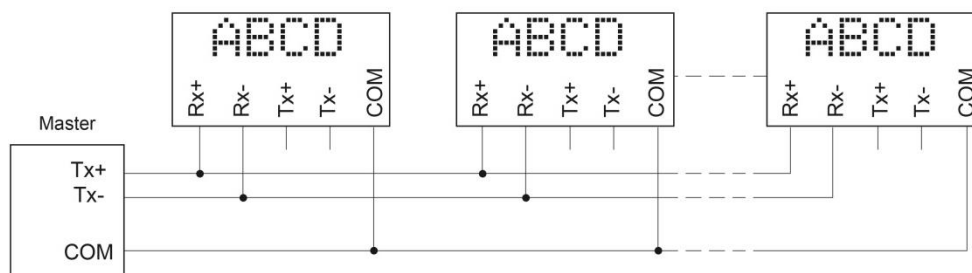 ABCD ABCD ABCD
Rx+ Rx- Tx+ Tx- COM Rx+ Rx- Tx+ Tx- COM Rx+ Rx- Tx+ Tx- COM
Master
Tx+
Tx-
COM